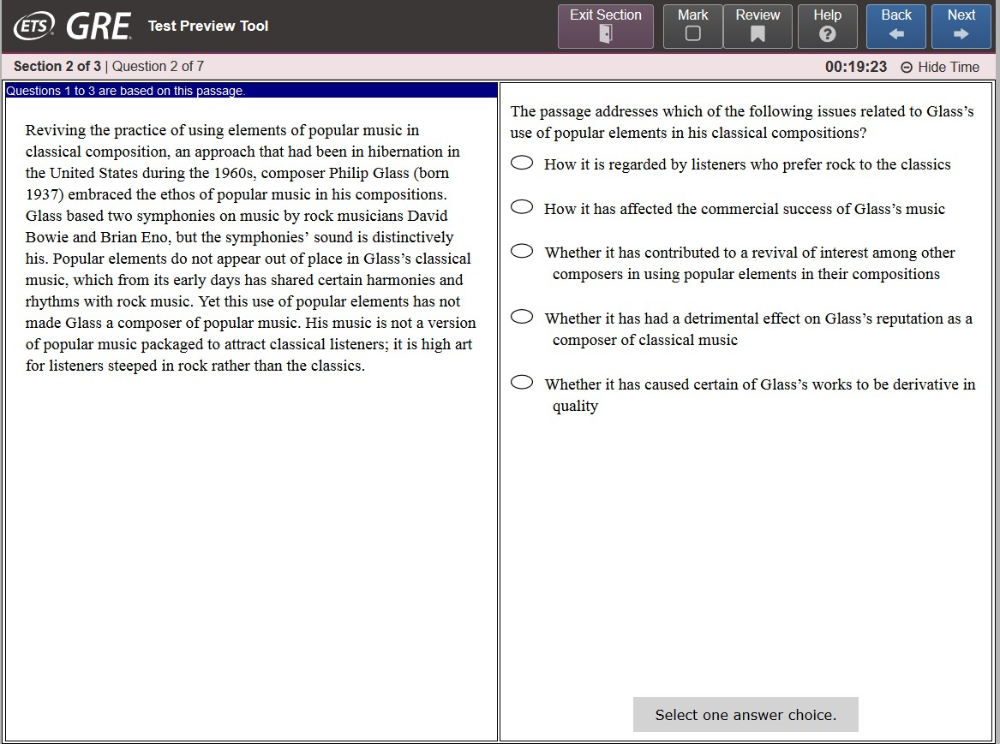 ETS GRE Test Preview Tool
Exit Section
Mark
Review
Help
Back
Next
Section 2 of 3 | Question 2 of 7
00:19:23 Hide Time
Questions 1 to 3 are based on this passage.
Reviving the practice of using elements of popular music in
classical composition, an approach that had been in hibernation in
the United States during the 1960s, composer Philip Glass (born
1937) embraced the ethos of popular music in his compositions.
Glass based two symphonies on music by rock musicians David
Bowie and Brian Eno, but the symphonies’ sound is distinctively
his. Popular elements do not appear out of place in Glass’s classical
music, which from its early days has shared certain harmonies and
rhythms with rock music. Yet this use of popular elements has not
made Glass a composer of popular music. His music is not a version
of popular music packaged to attract classical listeners; it is high art
for listeners steeped in rock rather than the classics.
The passage addresses which of the following issues related to Glass’s
use of popular elements in his classical compositions?
How it is regarded by listeners who prefer rock to the classics
How it has affected the commercial success of Glass’s music
Whether it has contributed to a revival of interest among other
composers in using popular elements in their compositions
Whether it has had a detrimental effect on Glass’s reputation as a
composer of classical music
Whether it has caused certain of Glass’s works to be derivative in
quality
Select one answer choice.